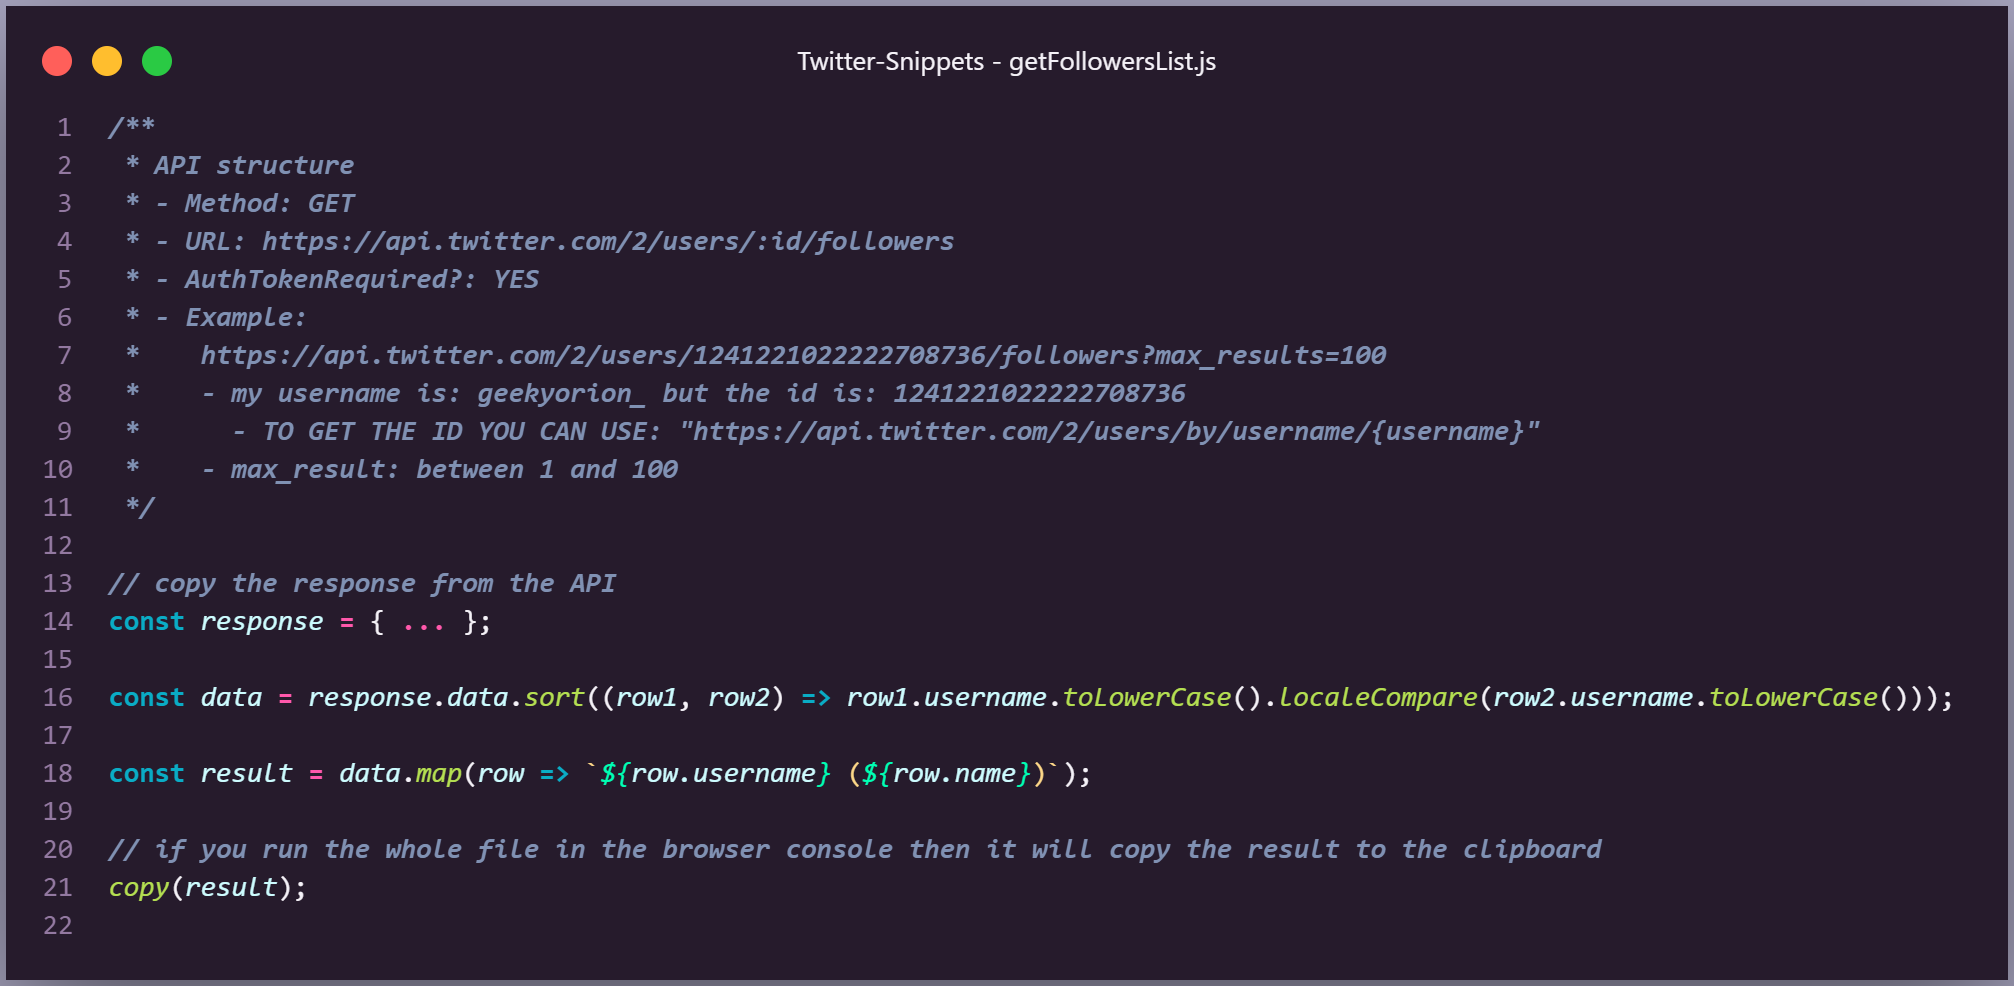 Twitter-Snippets - getFollowersList.js
1 /**
2  * API structure
3  * - Method: GET
4  * - URL: https://api.twitter.com/2/users/:id/followers
5  * - AuthTokenRequired?: YES
6  * - Example:
7  *    https://api.twitter.com/2/users/1241221022222708736/followers?max_results=100
8  *    - my username is: geekyorion_ but the id is: 1241221022222708736
9  *      - TO GET THE ID YOU CAN USE: "https://api.twitter.com/2/users/by/username/{username}"
10  *    - max_result: between 1 and 100
11  */
12
13 // copy the response from the API
14 const response = { ... };
15
16 const data = response.data.sort((row1, row2) => row1.username.toLowerCase().localeCompare(row2.username.toLowerCase()));
17
18 const result = data.map(row => `${row.username} (${row.name})`);
19
20 // if you run the whole file in the browser console then it will copy the result to the clipboard
21 copy(result);
22